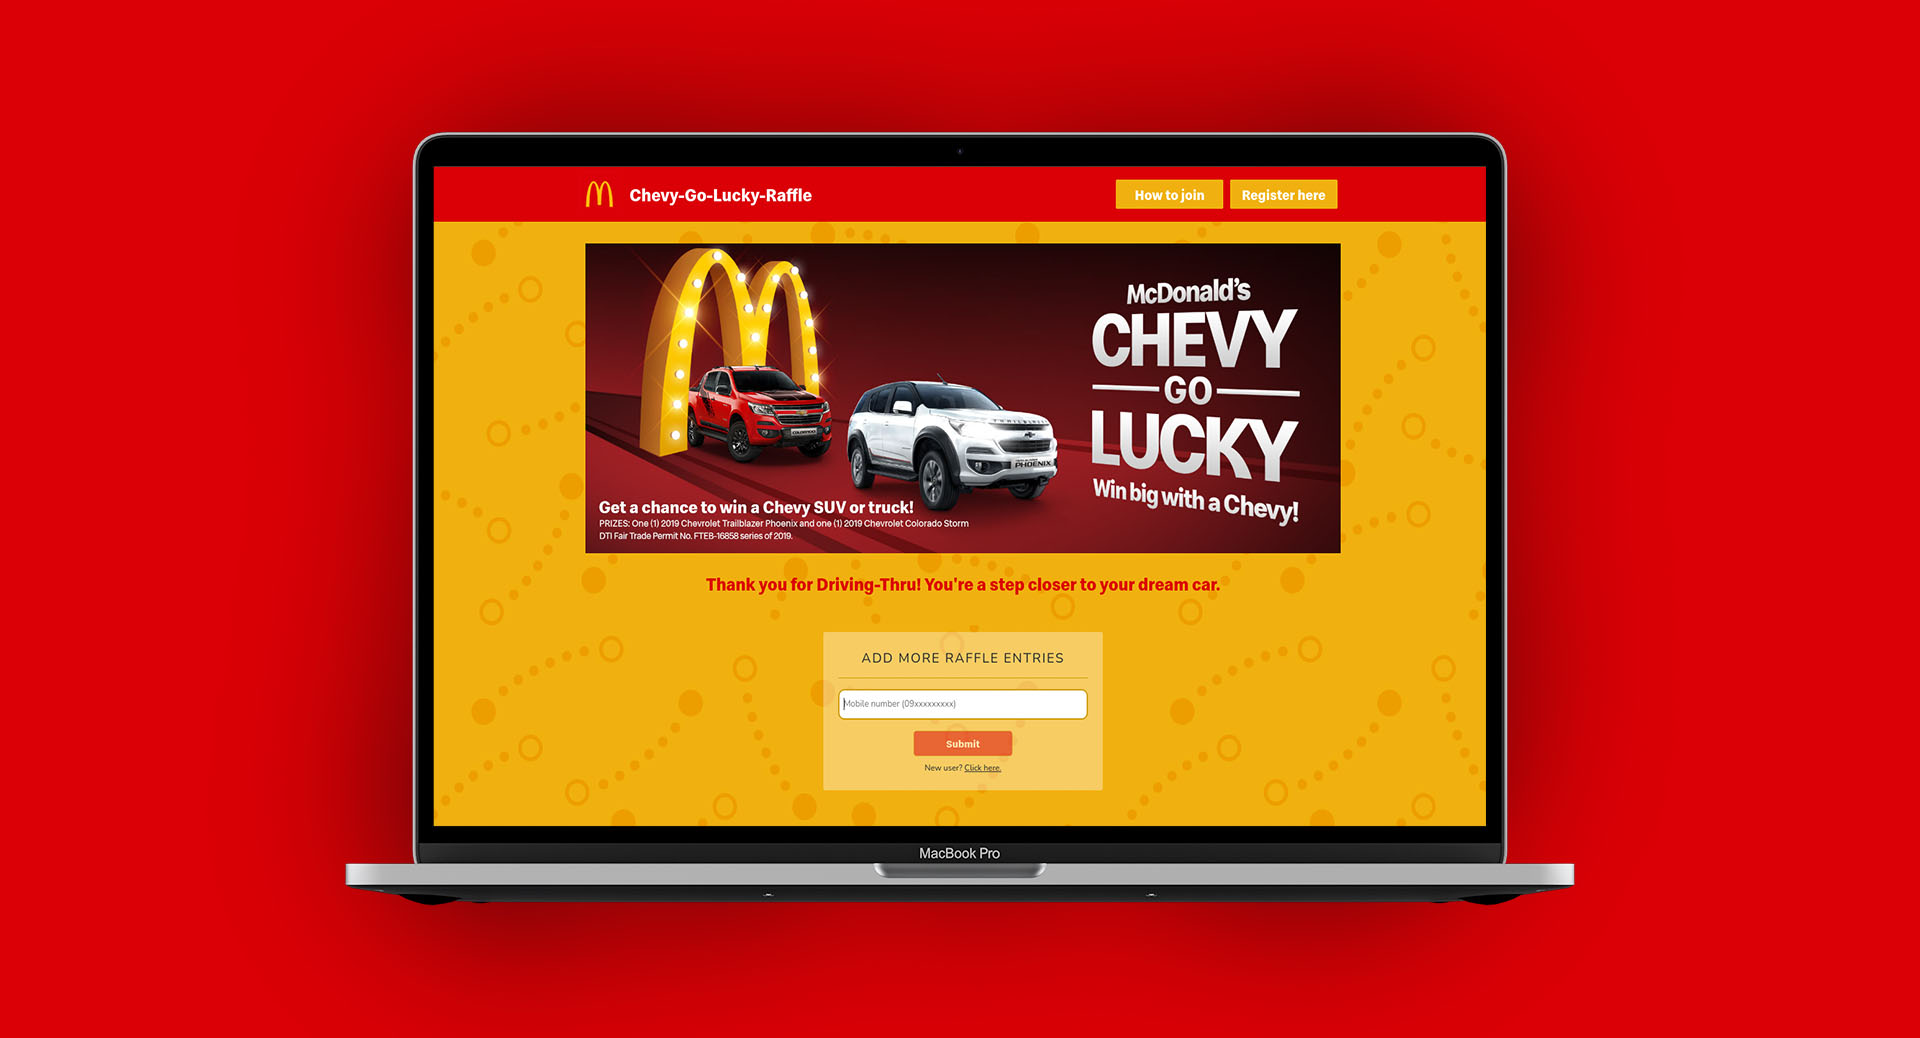 Chevy-Go-Lucky-Raffle
How to join
Register here
McDonald's
CHEVY
GO
LUCKY
Win big with a Chevy!
COLORADO
PHOENIX
Get a chance to win a Chevy SUV or truck!
PRIZES: One (1) 2019 Chevrolet Trailblazer Phoenix and one (1) 2019 Chevrolet Colorado Storm
DTI Fair Trade Permit No. FTEB-16858 series of 2019.
Thank you for Driving-Thru! You're a step closer to your dream car.
ADD MORE RAFFLE ENTRIES
Mobile number (09xxxxxxxxx)
Submit
New user? Click here.
MacBook Pro